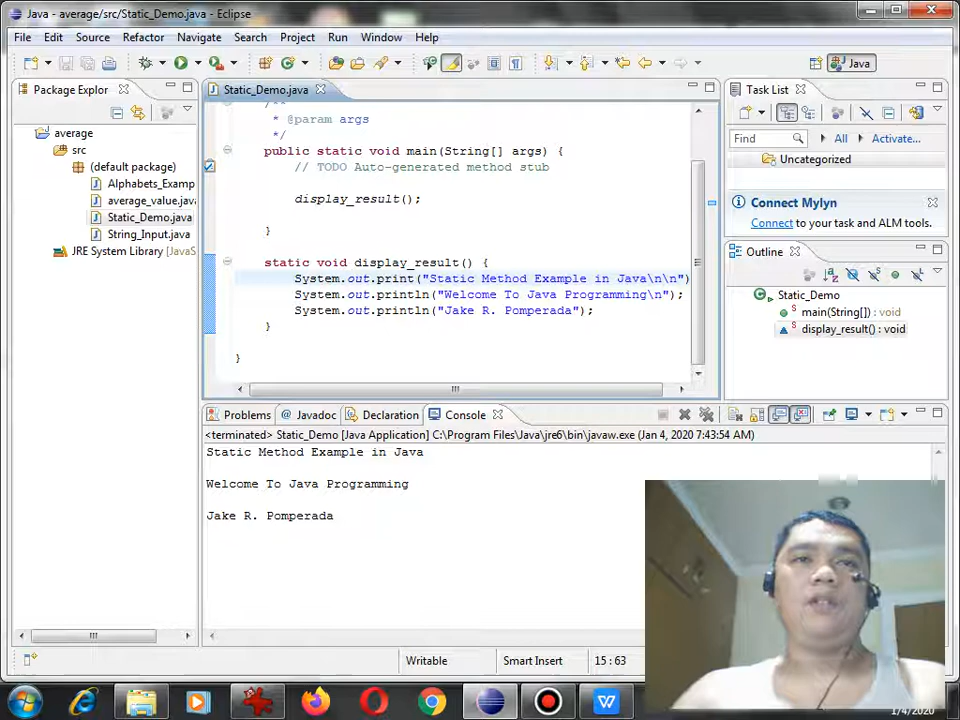 Java - average/src/Static_Demo.java - Eclipse
File Edit Source Refactor Navigate Search Project Run Window Help
Java
Package Explor
average
src
(default package)
Alphabets_Examp
average_value.java
Static_Demo.java
String_Input.java
JRE System Library [JavaS
Static_Demo.java
/**
* @param args
*/
public static void main(String[] args) {
// TODO Auto-generated method stub
display_result();
}
static void display_result() {
System.out.print("Static Method Example in Java\n\n")
System.out.println("Welcome To Java Programming\n");
System.out.println("Jake R. Pomperada");
}
}
Task List
Find All Activate...
Uncategorized
Connect Mylyn
Connect to your task and ALM tools.
Outline
Static_Demo
main(String[]) : void
display_result() : void
Problems Javadoc Declaration Console
<terminated> Static_Demo [Java Application] C:\Program Files\Java\jre6\bin\javaw.exe (Jan 4, 2020 7:43:54 AM)
Static Method Example in Java
Welcome To Java Programming
Jake R. Pomperada
Writable Smart Insert 15 : 63
1/4/2020